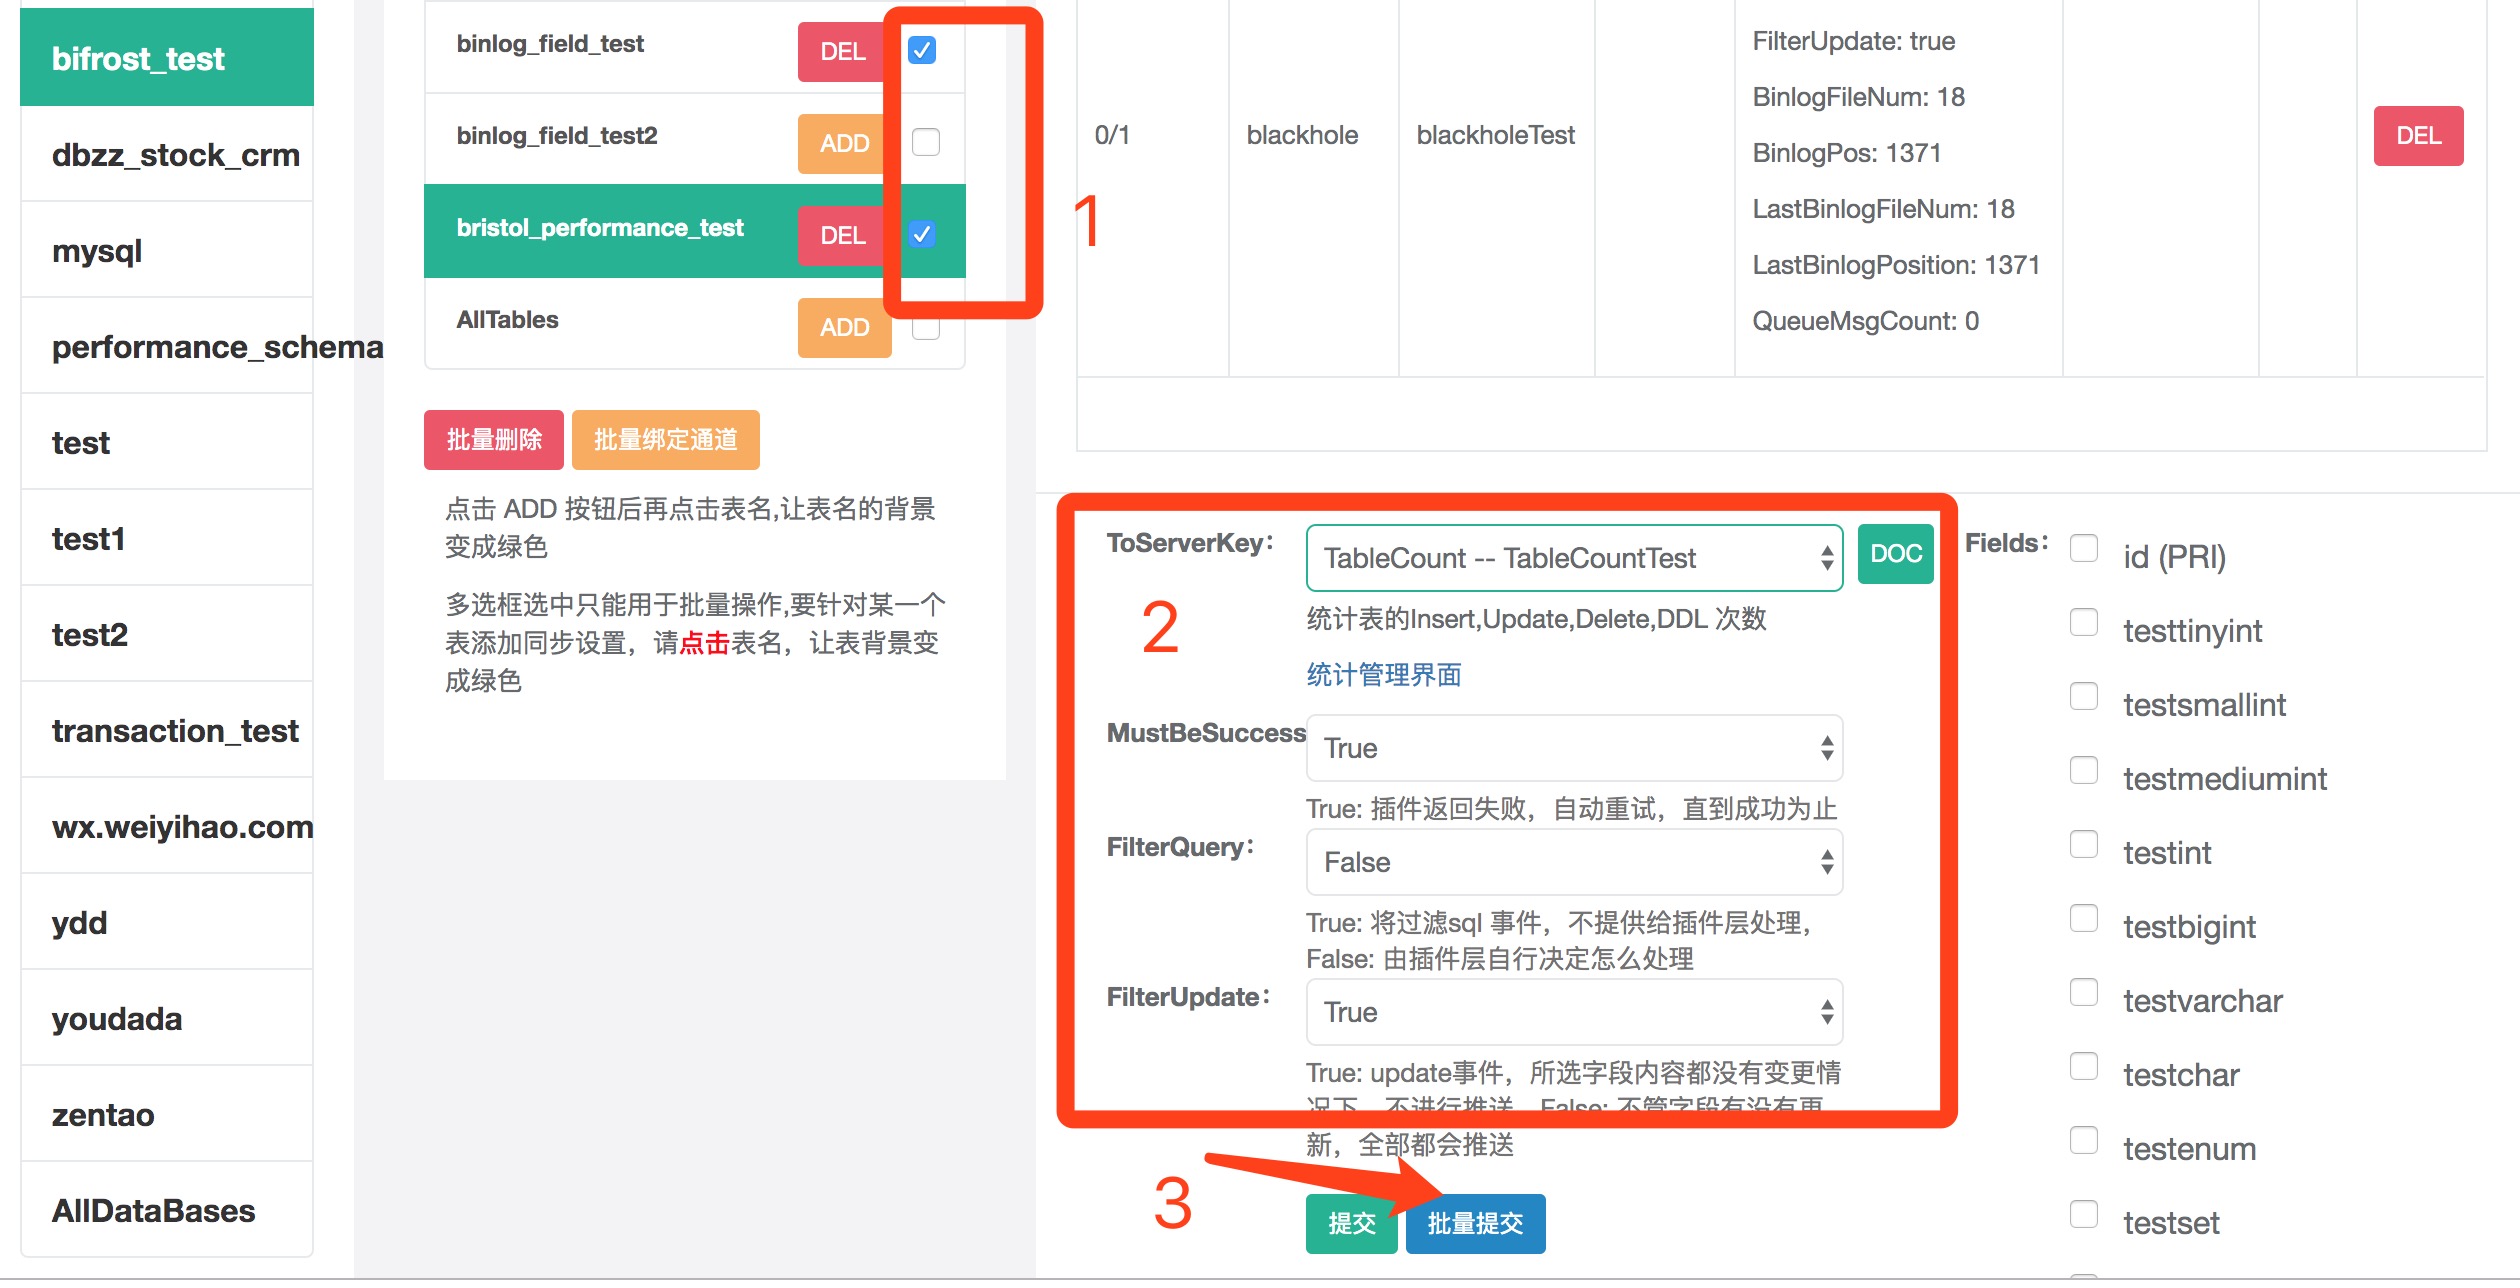 bifrost_test
dbzz_stock_crm
mysql
performance_schema
test
test1
test2
transaction_test
wx.weiyihao.com
ydd
youdada
zentao
AllDataBases
binlog_field_test DEL
binlog_field_test2 ADD
bristol_performance_test DEL
AllTables ADD
批量删除 批量绑定通道
点击 ADD 按钮后再点击表名,让表名的背景
变成绿色
多选框选中只能用于批量操作,要针对某一个
表添加同步设置，请点击表名，让表背景变
成绿色
1
0/1 blackhole blackholeTest
FilterUpdate: true
BinlogFileNum: 18
BinlogPos: 1371
LastBinlogFileNum: 18
LastBinlogPosition: 1371
QueueMsgCount: 0
DEL
2
ToServerKey： TableCount -- TableCountTest DOC
统计表的Insert,Update,Delete,DDL 次数
统计管理界面
MustBeSuccess True
True: 插件返回失败，自动重试，直到成功为止
FilterQuery： False
True: 将过滤sql 事件，不提供给插件层处理，
False: 由插件层自行决定怎么处理
FilterUpdate： True
True: update事件，所选字段内容都没有变更情
况下，不进行推送，False: 不管字段有没有更
新，全部都会推送
3
提交 批量提交
Fields：
id (PRI)
testtinyint
testsmallint
testmediumint
testint
testbigint
testvarchar
testchar
testenum
testset